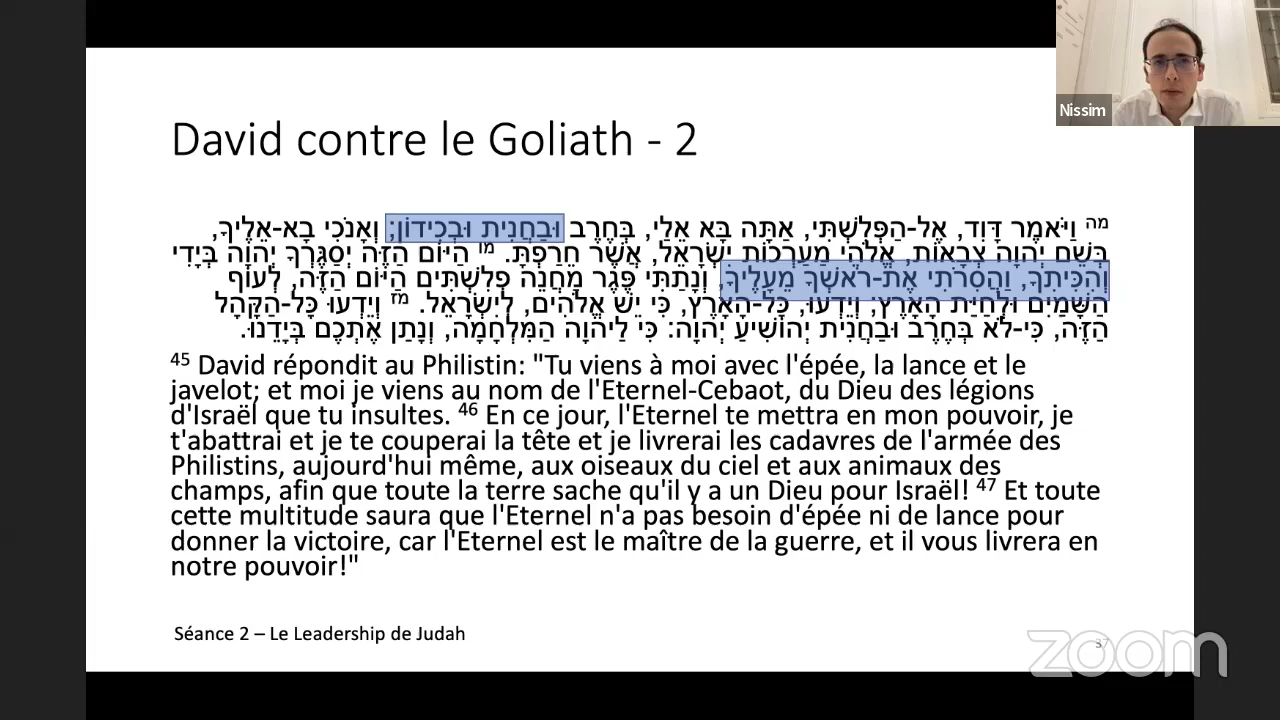 Nissim
David contre le Goliath - 2
מה וַיֹּאמֶר דָּוִד, אֶל-הַפְּלִשְׁתִּי, אַתָּה בָּא אֵלַי, בְּחֶרֶב וּבַחֲנִית וּבְכִידוֹן; וְאָנֹכִי בָא-אֵלֶיךָ,
בְּשֵׁם יְהוָה צְבָאוֹת, אֱלֹהֵי מַעַרְכוֹת יִשְׂרָאֵל, אֲשֶׁר חֵרַפְתָּ. מו הַיּוֹם הַזֶּה יְסַגֶּרְךָ יְהוָה בְּיָדִי
וְהִכִּיתִךָ, וַהֲסִרֹתִי אֶת-רֹאשְׁךָ מֵעָלֶיךָ, וְנָתַתִּי פֶּגֶר מַחֲנֵה פְלִשְׁתִּים הַיּוֹם הַזֶּה, לְעוֹף
הַשָּׁמַיִם וּלְחַיַּת הָאָרֶץ; וְיֵדְעוּ, כָּל-הָאָרֶץ, כִּי יֵשׁ אֱלֹהִים, לְיִשְׂרָאֵל. מז וְיֵדְעוּ כָּל-הַקָּהָל
הַזֶּה, כִּי-לֹא בְּחֶרֶב וּבַחֲנִית יְהוֹשִׁיעַ יְהוָה: כִּי לַיהוָה הַמִּלְחָמָה, וְנָתַן אֶתְכֶם בְּיָדֵנוּ.
45 David répondit au Philistin: "Tu viens à moi avec l'épée, la lance et le
javelot; et moi je viens au nom de l'Eternel-Cebaot, du Dieu des légions
d'Israël que tu insultes. 46 En ce jour, l'Eternel te mettra en mon pouvoir, je
t'abattrai et je te couperai la tête et je livrerai les cadavres de l'armée des
Philistins, aujourd'hui même, aux oiseaux du ciel et aux animaux des
champs, afin que toute la terre sache qu'il y a un Dieu pour Israël! 47 Et toute
cette multitude saura que l'Eternel n'a pas besoin d'épée ni de lance pour
donner la victoire, car l'Eternel est le maître de la guerre, et il vous livrera en
notre pouvoir!"
Séance 2 – Le Leadership de Judah
37
zoom